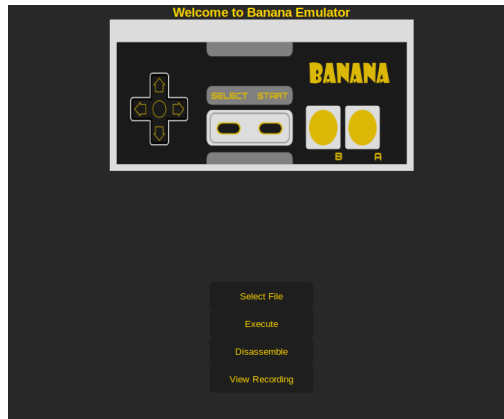 Welcome to Banana Emulator
BANANA
SELECT START
B A
Select File
Execute
Disassemble
View Recording